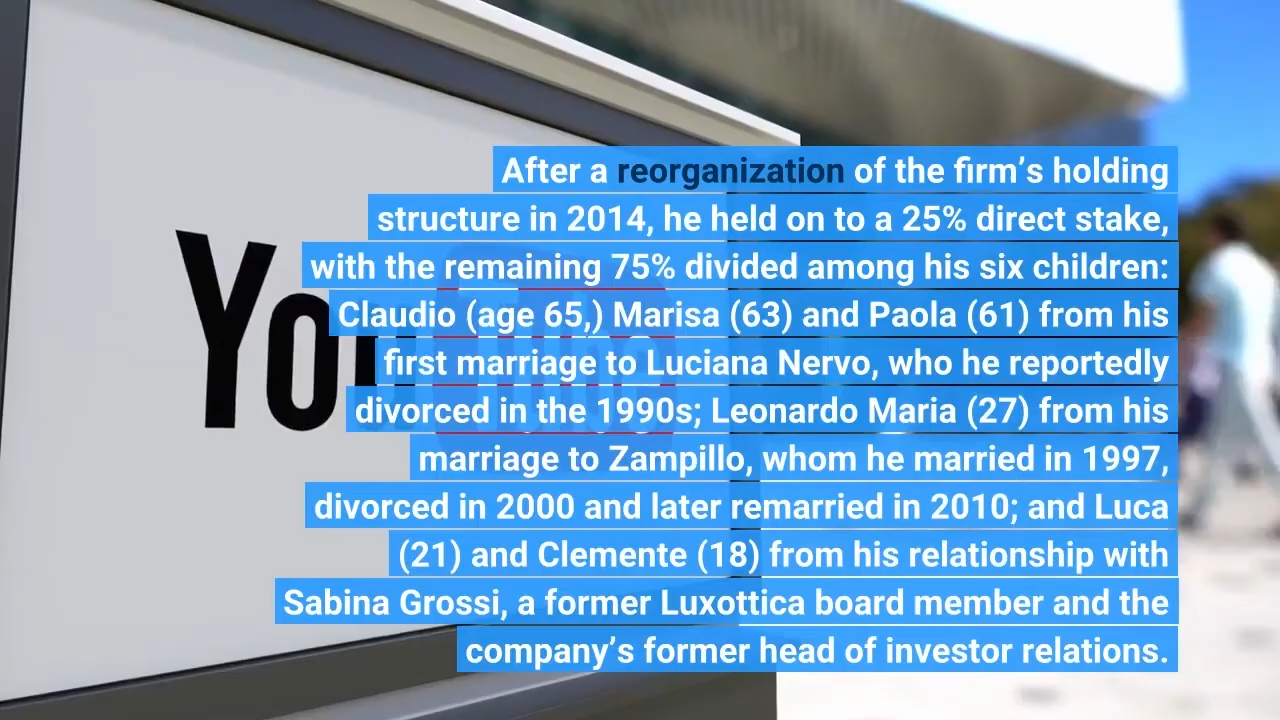 YouTube
After a reorganization of the firm’s holding
structure in 2014, he held on to a 25% direct stake,
with the remaining 75% divided among his six children:
Claudio (age 65,) Marisa (63) and Paola (61) from his
first marriage to Luciana Nervo, who he reportedly
divorced in the 1990s; Leonardo Maria (27) from his
marriage to Zampillo, whom he married in 1997,
divorced in 2000 and later remarried in 2010; and Luca
(21) and Clemente (18) from his relationship with
Sabina Grossi, a former Luxottica board member and the
company’s former head of investor relations.